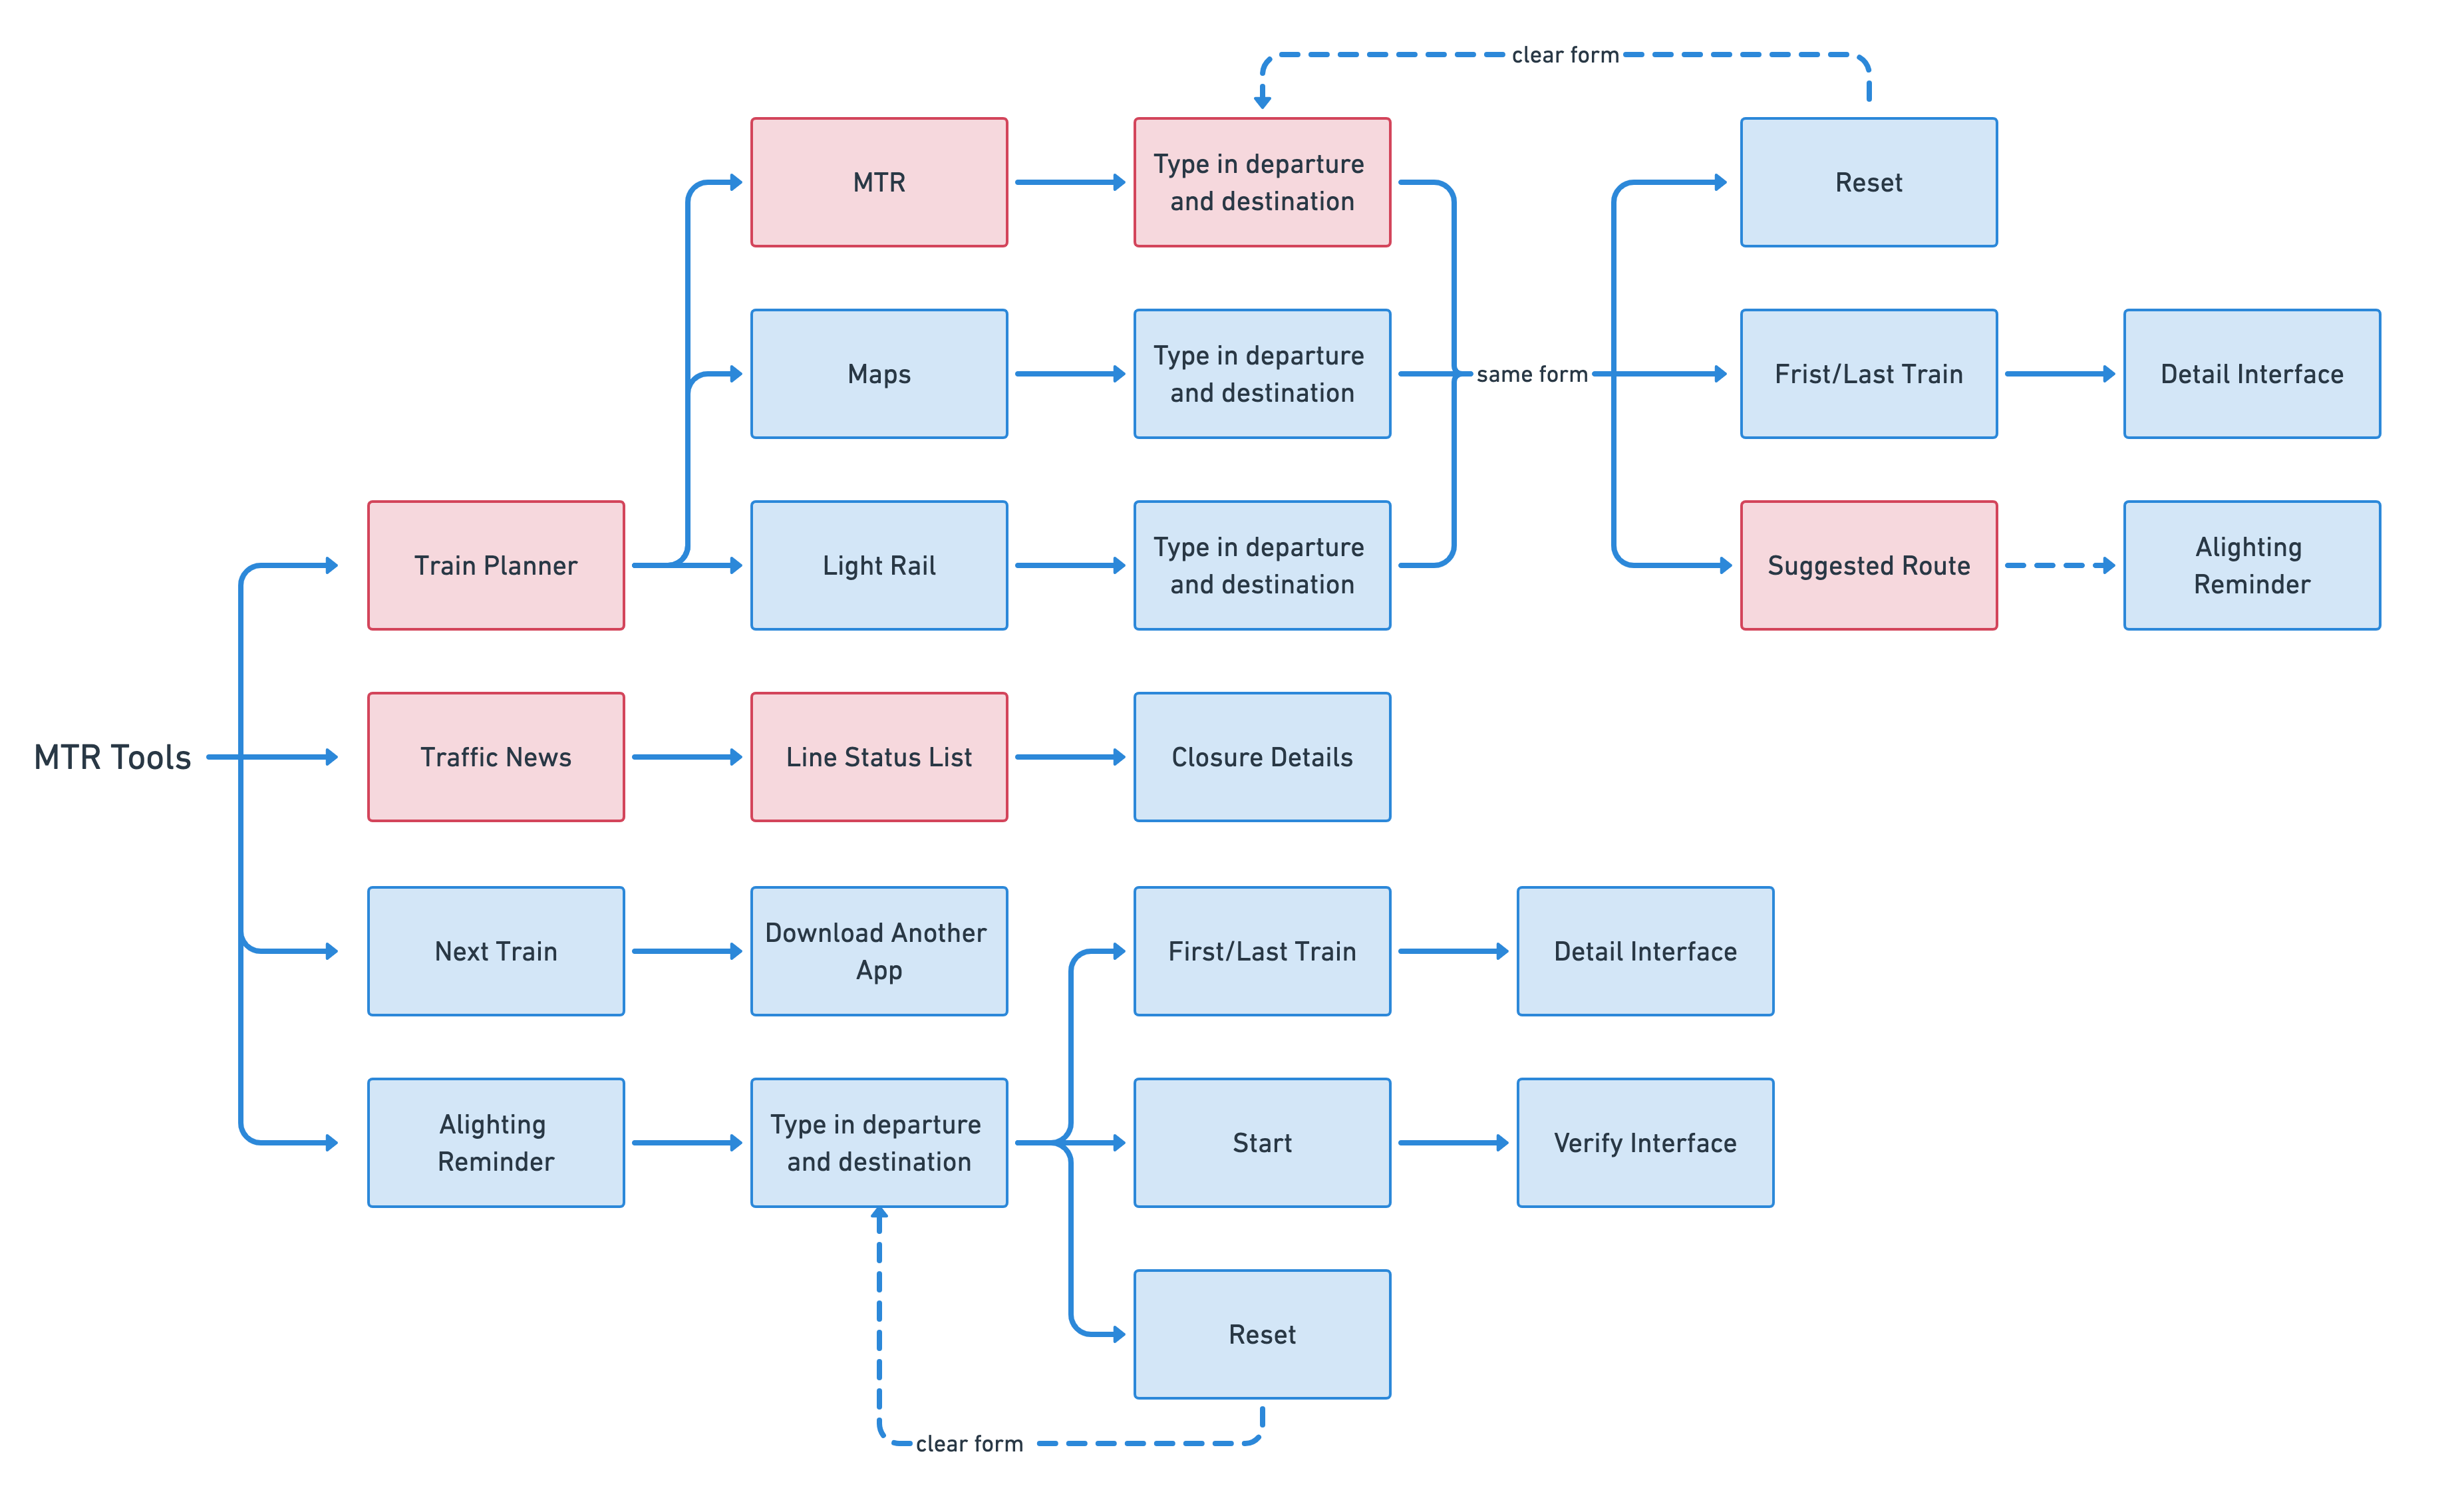 clear form
MTR
Type in departure
and destination
Reset
Maps
Type in departure
and destination
same form
Frist/Last Train
Detail Interface
Train Planner
Light Rail
Type in departure
and destination
Suggested Route
Alighting
Reminder
MTR Tools
Traffic News
Line Status List
Closure Details
Next Train
Download Another
App
First/Last Train
Detail Interface
Alighting
Reminder
Type in departure
and destination
Start
Verify Interface
Reset
clear form